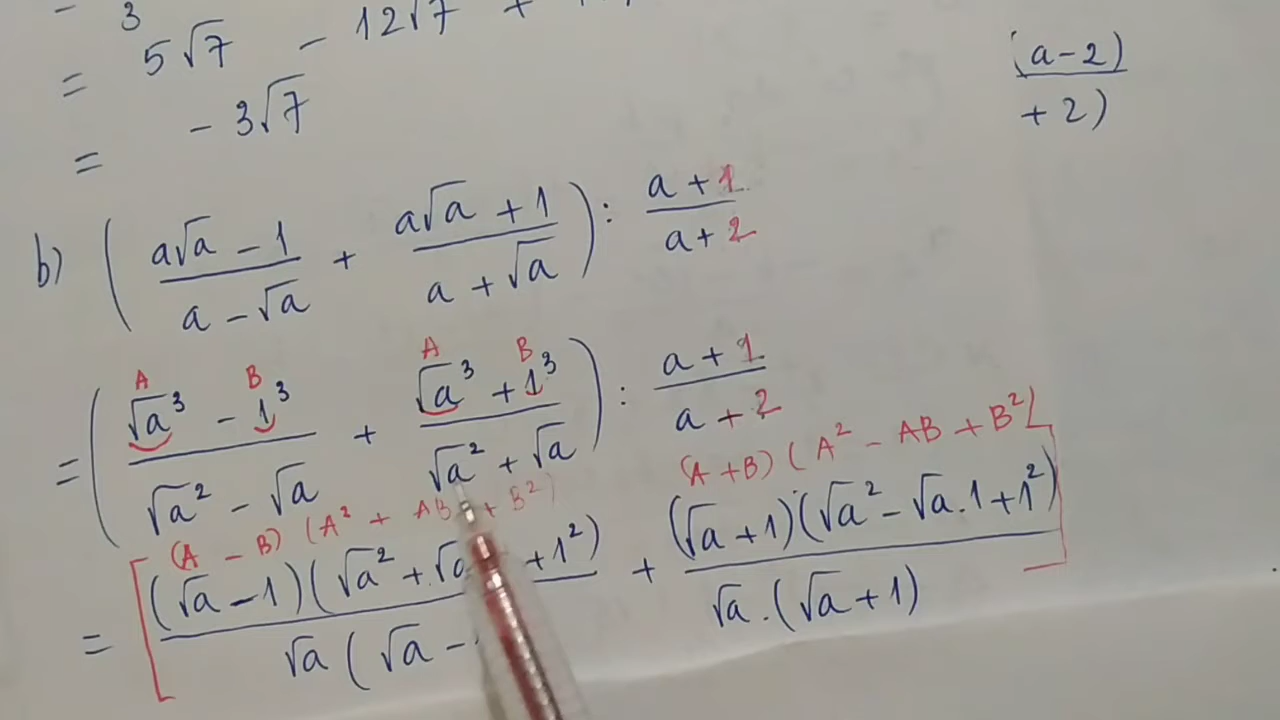 3
= 5√7 - 12√7 +
= - 3√7
(a-2)
+ 2)
b) ( (a√a - 1)/(a - √a) + (a√a + 1)/(a + √a) ) : (a + 1)/(a + 2)
A B A B
= ( (√a³ - 1³)/(√a² - √a) + (√a³ + 1³)/(√a² + √a) ) : (a + 1)/(a + 2)
(A - B) (A² + AB + B²) (A + B) (A² - AB + B²)
= [ (√a - 1)(√a² + √a + 1²)/(√a (√a - + (√a + 1)(√a² - √a . 1 + 1²)/(√a . (√a + 1)) ]